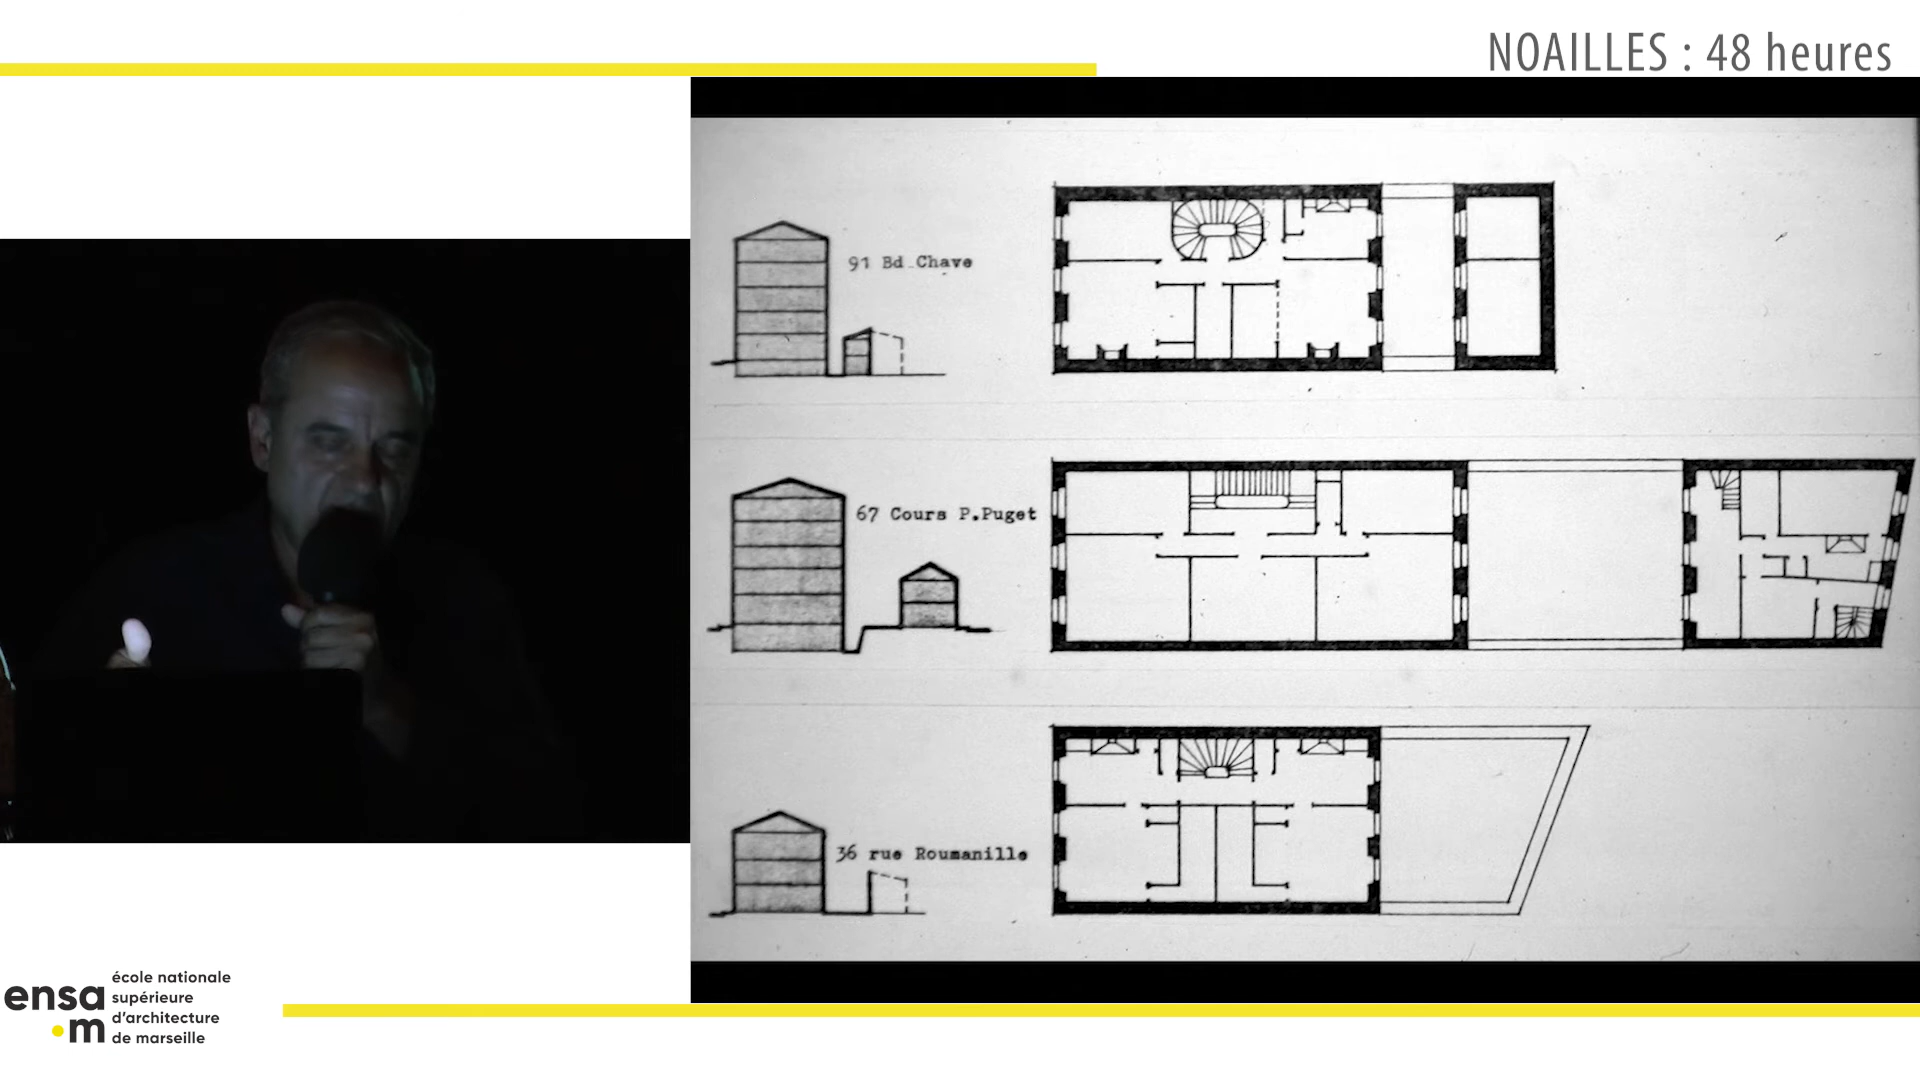 NOAILLES : 48 heures
91 Bd Chave
67 Cours P.Puget
36 rue Roumanille
ensa
•m
école nationale
supérieure
d'architecture
de marseille